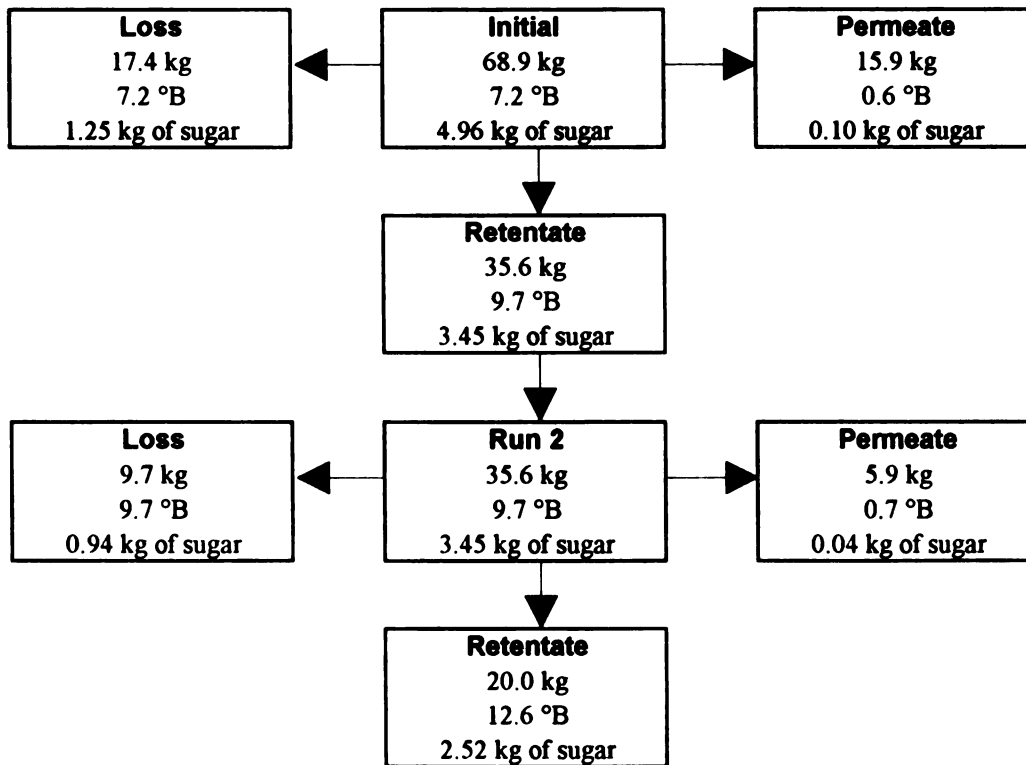 Loss
17.4 kg
7.2 °B
1.25 kg of sugar
Initial
68.9 kg
7.2 °B
4.96 kg of sugar
Permeate
15.9 kg
0.6 °B
0.10 kg of sugar
Retentate
35.6 kg
9.7 °B
3.45 kg of sugar
Loss
9.7 kg
9.7 °B
0.94 kg of sugar
Run 2
35.6 kg
9.7 °B
3.45 kg of sugar
Permeate
5.9 kg
0.7 °B
0.04 kg of sugar
Retentate
20.0 kg
12.6 °B
2.52 kg of sugar